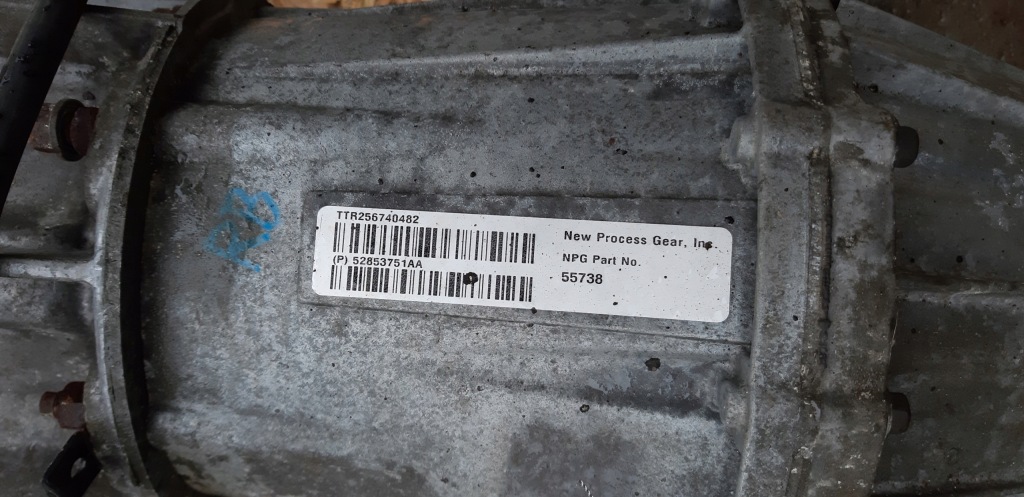 TTR256740482
(P) 52853751AA
New Process Gear, Inc.
NPG Part No.
55738